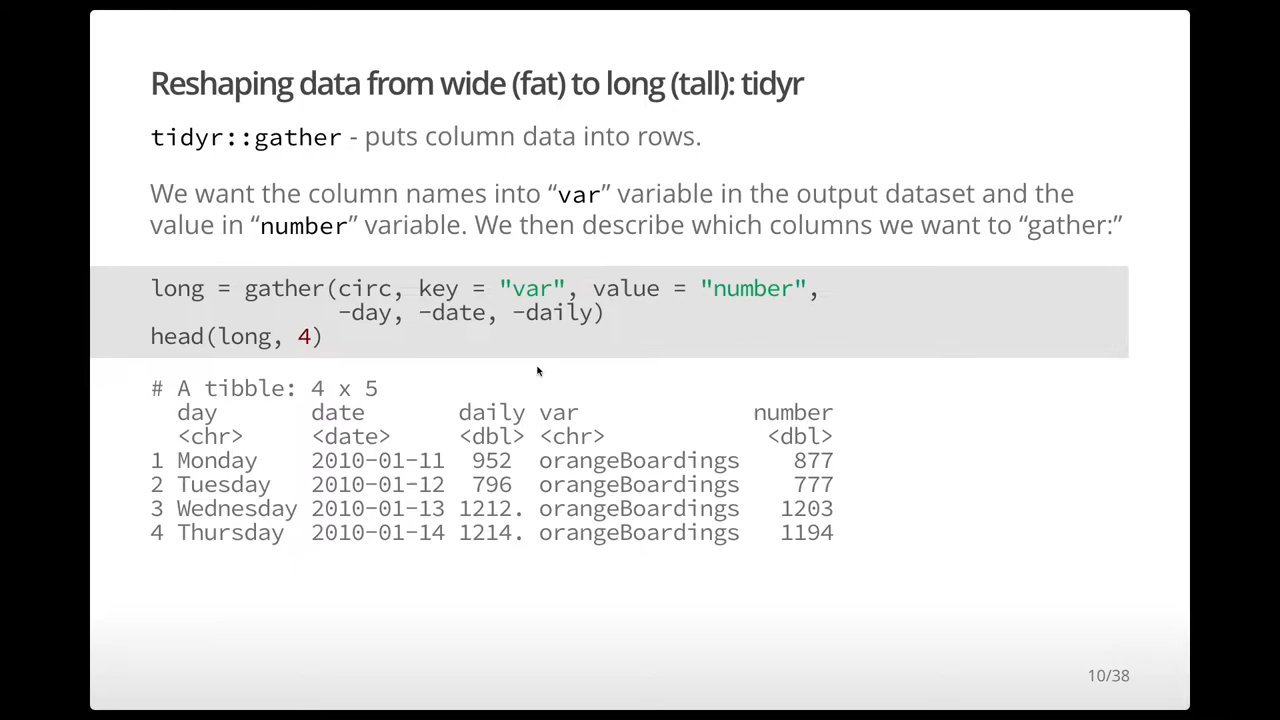 Reshaping data from wide (fat) to long (tall): tidyr
tidyr::gather - puts column data into rows.
We want the column names into “var” variable in the output dataset and the
value in “number” variable. We then describe which columns we want to “gather:”
long = gather(circ, key = "var", value = "number",
              -day, -date, -daily)
head(long, 4)
# A tibble: 4 x 5
  day       date       daily var            number
  <chr>     <date>     <dbl> <chr>           <dbl>
1 Monday    2010-01-11  952  orangeBoardings    877
2 Tuesday   2010-01-12  796  orangeBoardings    777
3 Wednesday 2010-01-13 1212. orangeBoardings   1203
4 Thursday  2010-01-14 1214. orangeBoardings   1194
10/38